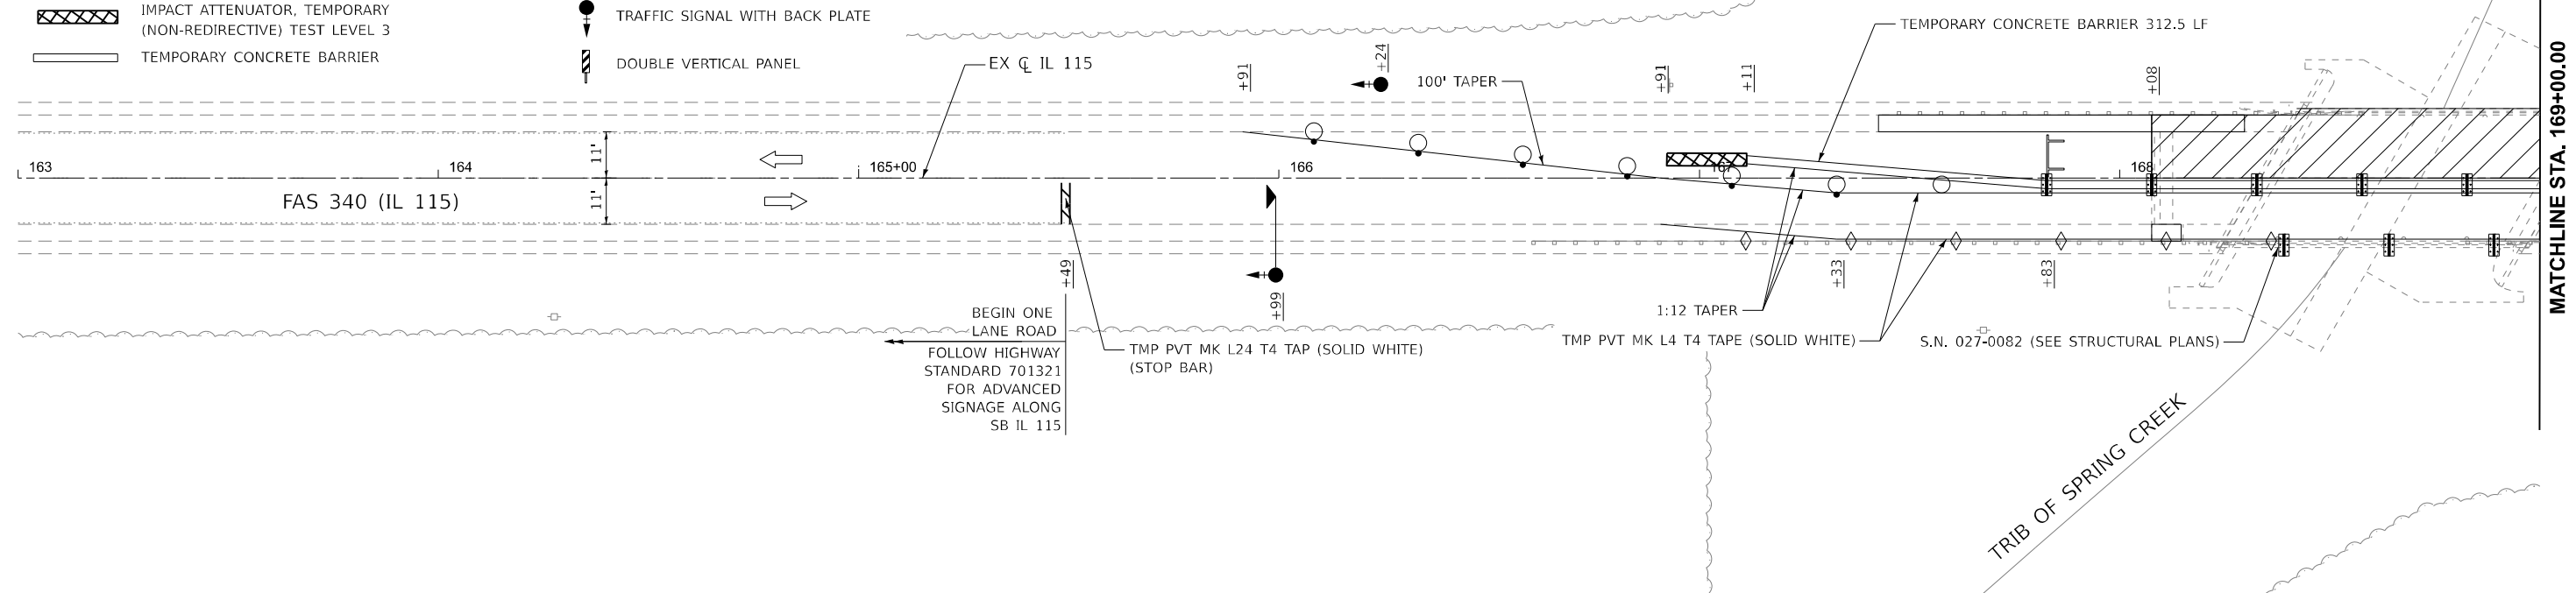 IMPACT ATTENUATOR, TEMPORARY
(NON-REDIRECTIVE) TEST LEVEL 3
TEMPORARY CONCRETE BARRIER
TRAFFIC SIGNAL WITH BACK PLATE
DOUBLE VERTICAL PANEL
EX ℄ IL 115
+91
+24
100' TAPER
+91
+11
TEMPORARY CONCRETE BARRIER 312.5 LF
+08
MATCHLINE STA. 169+00.00
163
164
165+00
166
167
168
11'
11'
FAS 340 (IL 115)
+49
+99
+33
+83
BEGIN ONE
LANE ROAD
FOLLOW HIGHWAY
STANDARD 701321
FOR ADVANCED
SIGNAGE ALONG
SB IL 115
TMP PVT MK L24 T4 TAP (SOLID WHITE)
(STOP BAR)
1:12 TAPER
TMP PVT MK L4 T4 TAPE (SOLID WHITE)
S.N. 027-0082 (SEE STRUCTURAL PLANS)
TRIB OF SPRING CREEK